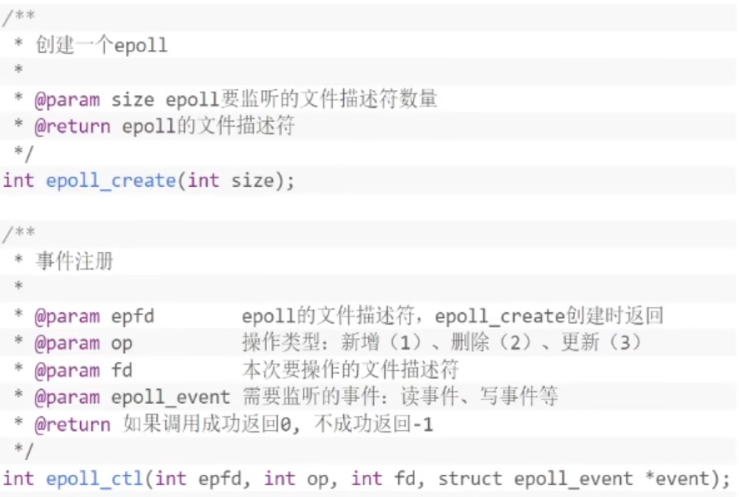 /**
 * 创建一个epoll
 *
 * @param size epoll要监听的文件描述符数量
 * @return epoll的文件描述符
 */
int epoll_create(int size);
/**
 * 事件注册
 *
 * @param epfd        epoll的文件描述符，epoll_create创建时返回
 * @param op          操作类型：新增（1）、删除（2）、更新（3）
 * @param fd          本次要操作的文件描述符
 * @param epoll_event 需要监听的事件：读事件、写事件等
 * @return 如果调用成功返回0, 不成功返回-1
 */
int epoll_ctl(int epfd, int op, int fd, struct epoll_event *event);